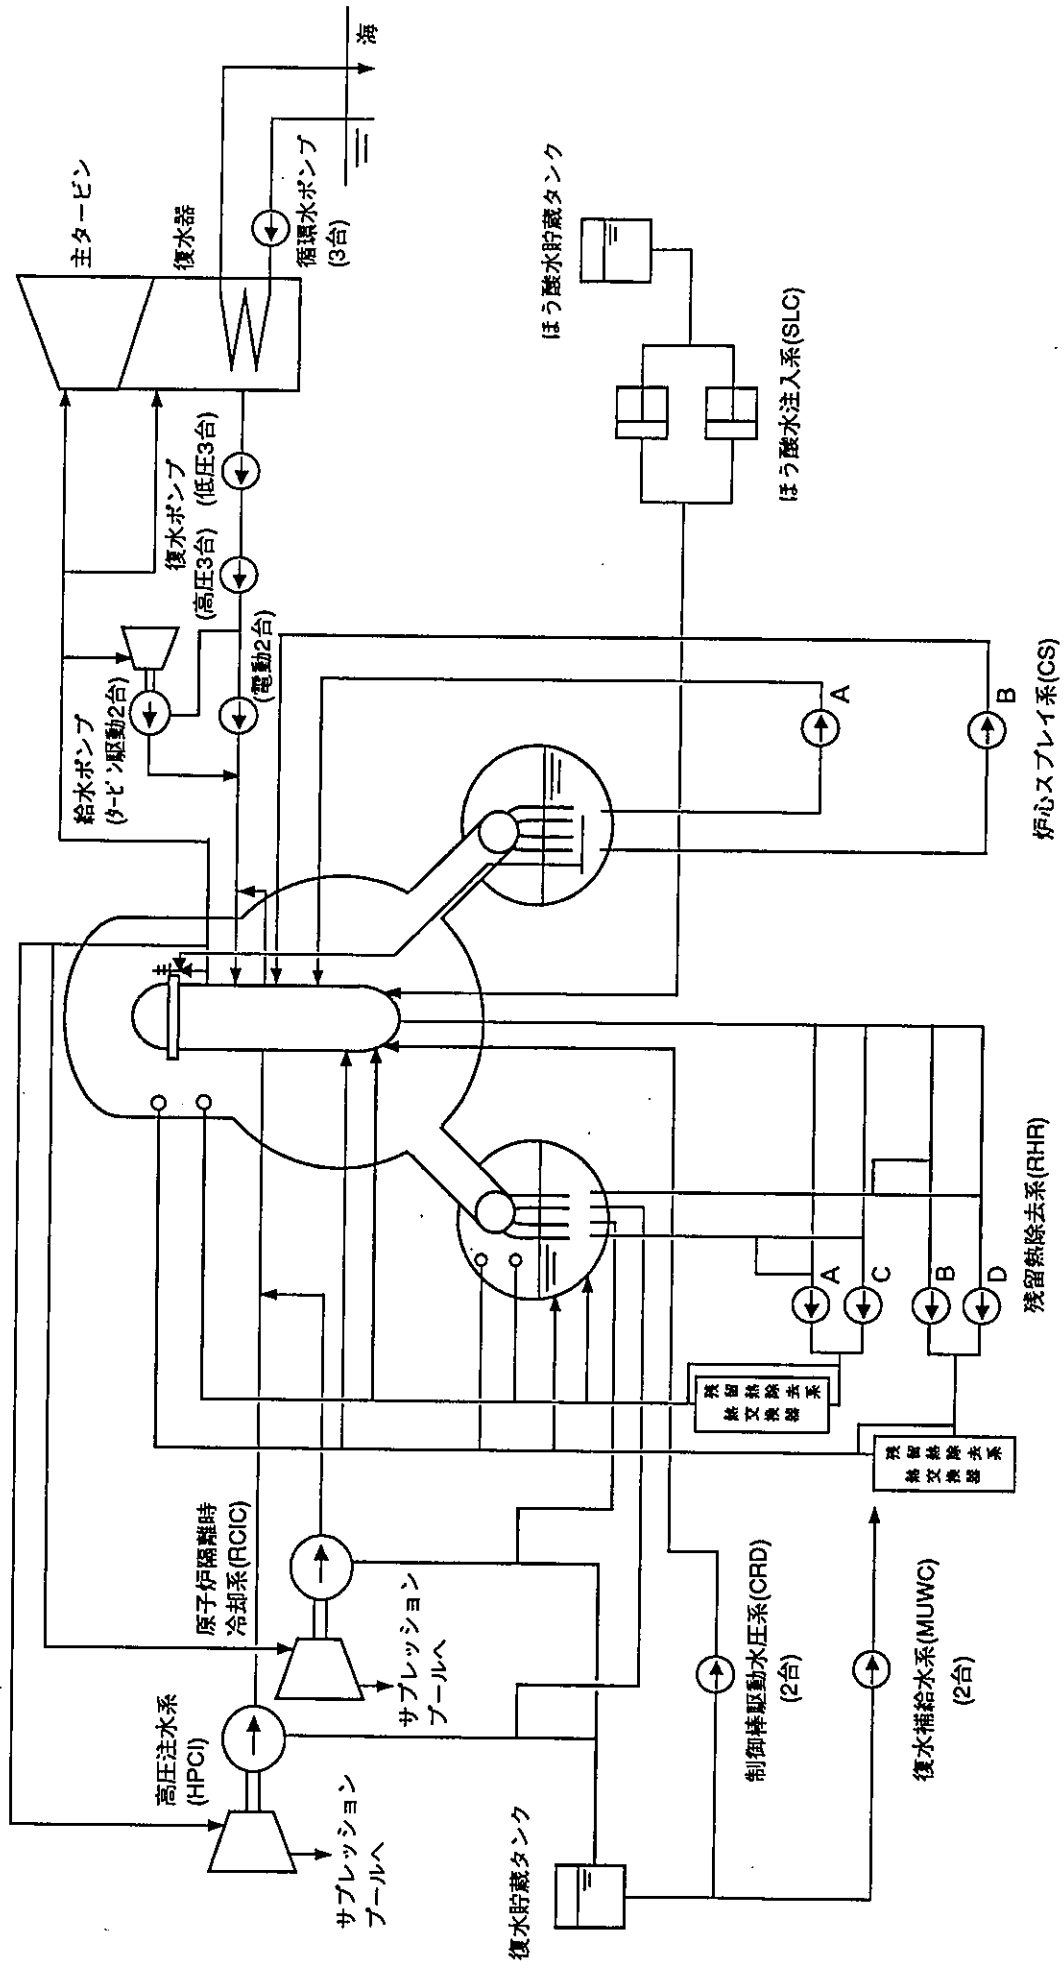 主タービン
復水器
循環水ポンプ
(3台)
海
復水ポンプ
(高圧3台)
(低圧3台)
給水ポンプ
(タービン駆動2台)
(電動2台)
ほう酸水貯蔵タンク
ほう酸水注入系(SLC)
A
B
炉心スプレイ系(CS)
原子炉隔離時
冷却系(RCIC)
サプレッション
プールへ
高圧注水系
(HPCI)
サプレッション
プールへ
復水貯蔵タンク
制御棒駆動水圧系(CRD)
(2台)
復水補給水系(MUWC)
(2台)
残留熱除去系
熱交換器
残留熱除去系
熱交換器
A
C
B
D
残留熱除去系(RHR)